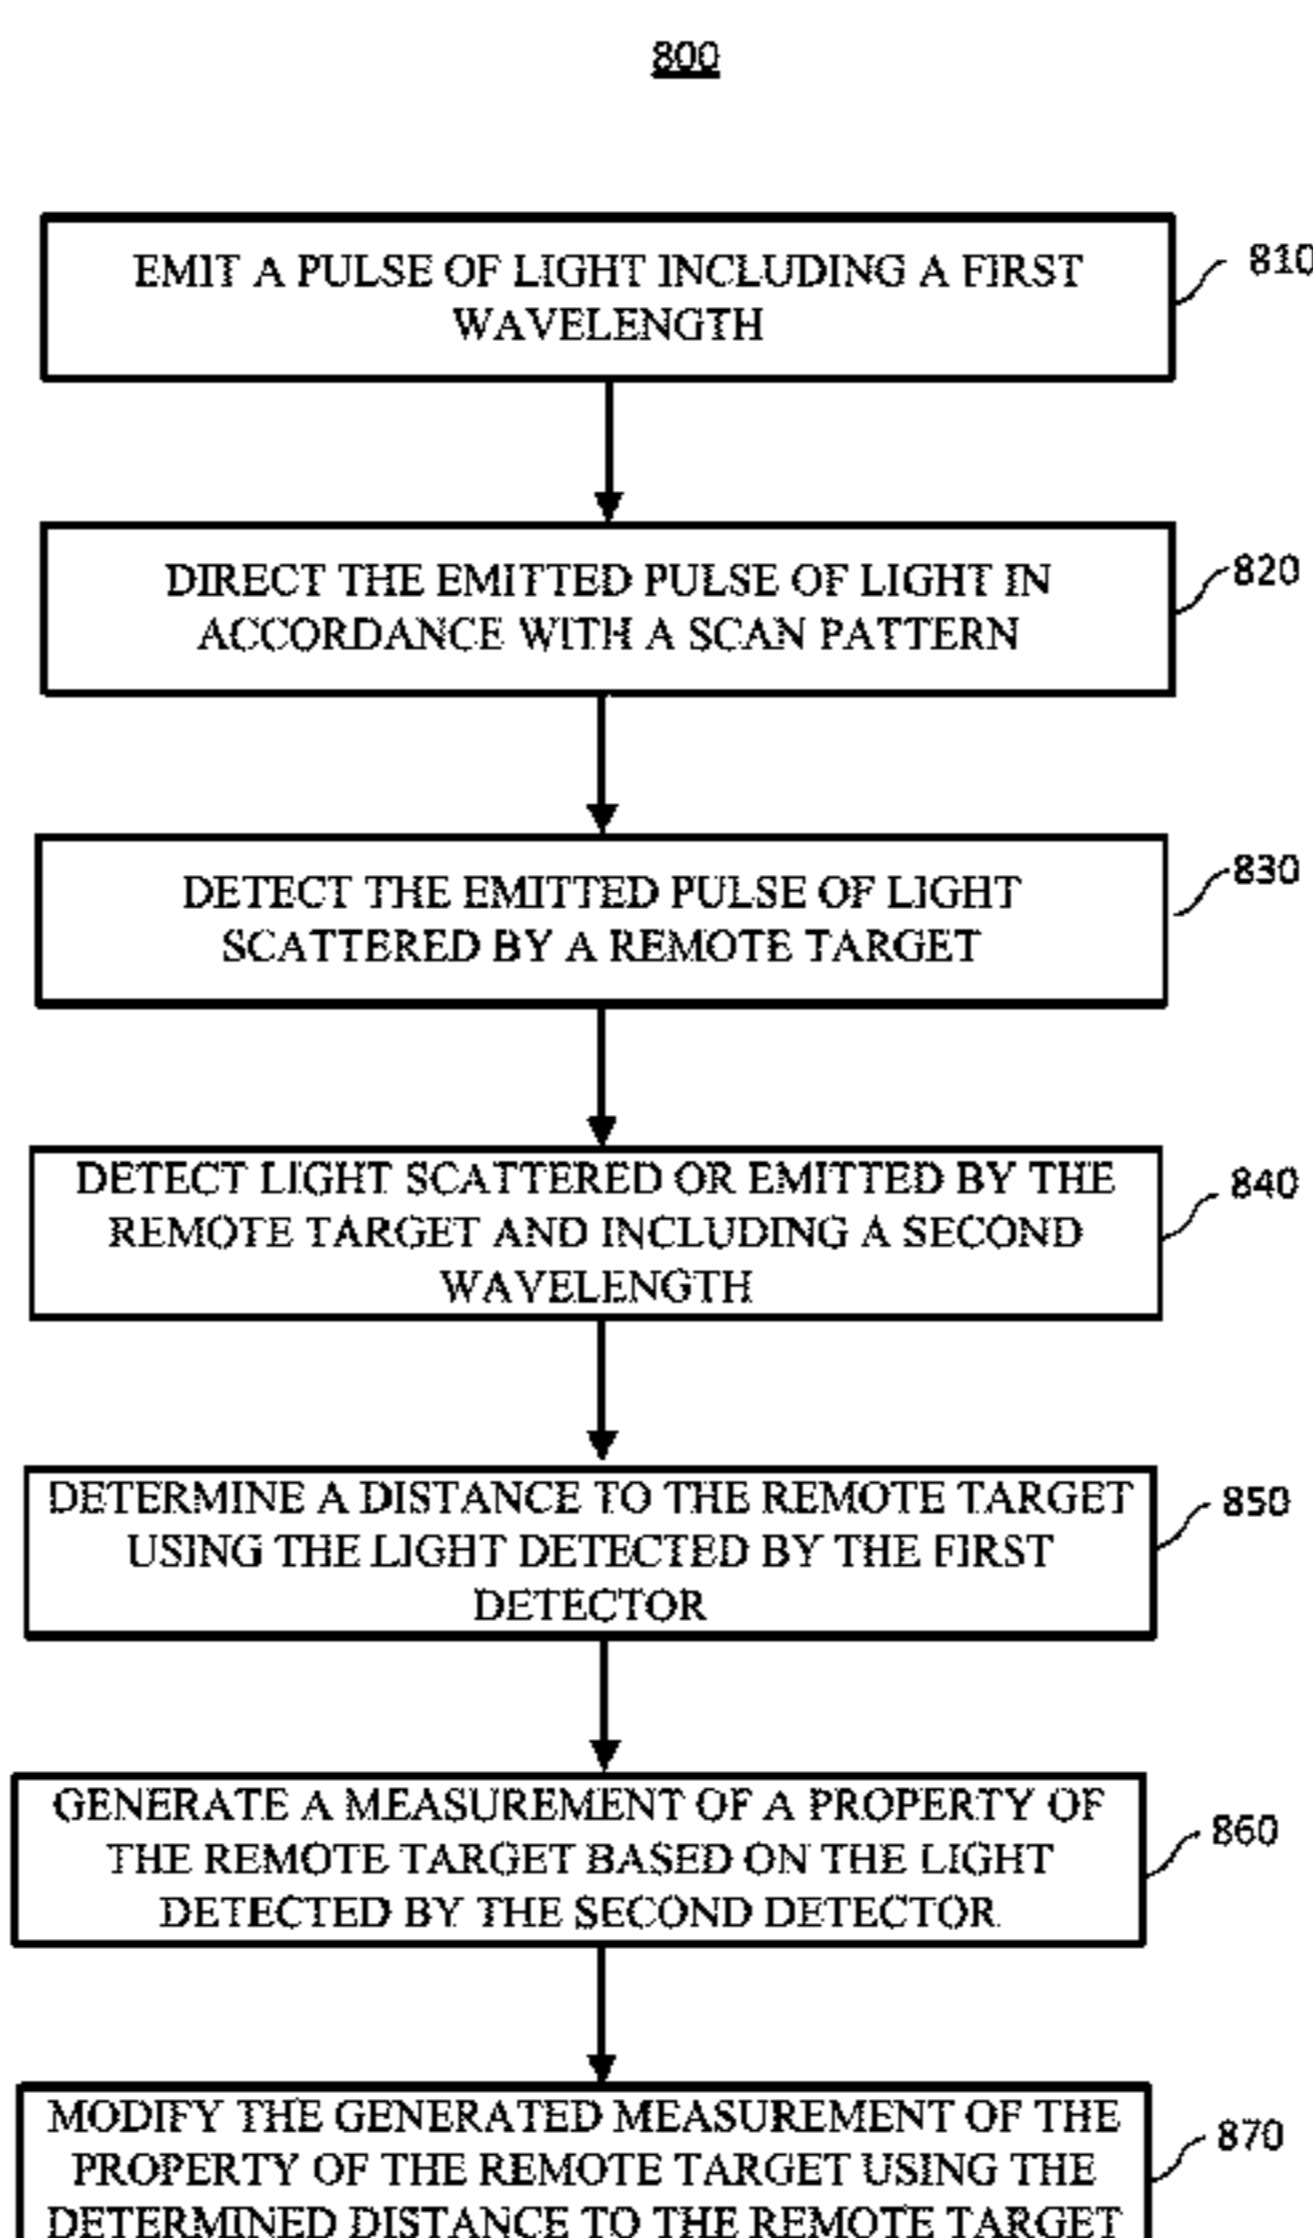 800
EMIT A PULSE OF LIGHT INCLUDING A FIRST
WAVELENGTH
810
DIRECT THE EMITTED PULSE OF LIGHT IN
ACCORDANCE WITH A SCAN PATTERN
820
DETECT THE EMITTED PULSE OF LIGHT
SCATTERED BY A REMOTE TARGET
830
DETECT LIGHT SCATTERED OR EMITTED BY THE
REMOTE TARGET AND INCLUDING A SECOND
WAVELENGTH
840
DETERMINE A DISTANCE TO THE REMOTE TARGET
USING THE LIGHT DETECTED BY THE FIRST
DETECTOR
850
GENERATE A MEASUREMENT OF A PROPERTY OF
THE REMOTE TARGET BASED ON THE LIGHT
DETECTED BY THE SECOND DETECTOR
860
MODIFY THE GENERATED MEASUREMENT OF THE
PROPERTY OF THE REMOTE TARGET USING THE
DETERMINED DISTANCE TO THE REMOTE TARGET
870